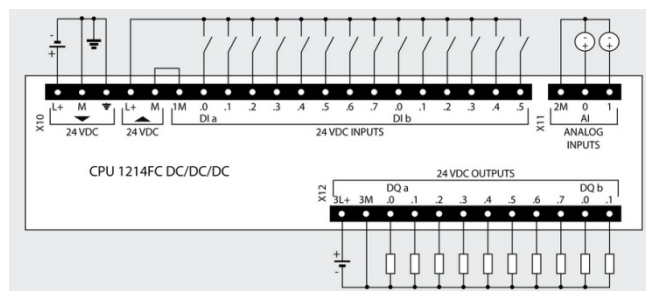 L+ M L+ M 1M .0 .1 .2 .3 .4 .5 .6 .7 .0 .1 .2 .3 .4 .5
DI a DI b
X10
24 VDC 24 VDC 24 VDC INPUTS
2M 0 1
X11
AI
ANALOG
INPUTS
CPU 1214FC DC/DC/DC
24 VDC OUTPUTS
X12
DQ a DQ b
3L+ 3M .0 .1 .2 .3 .4 .5 .6 .7 .0 .1